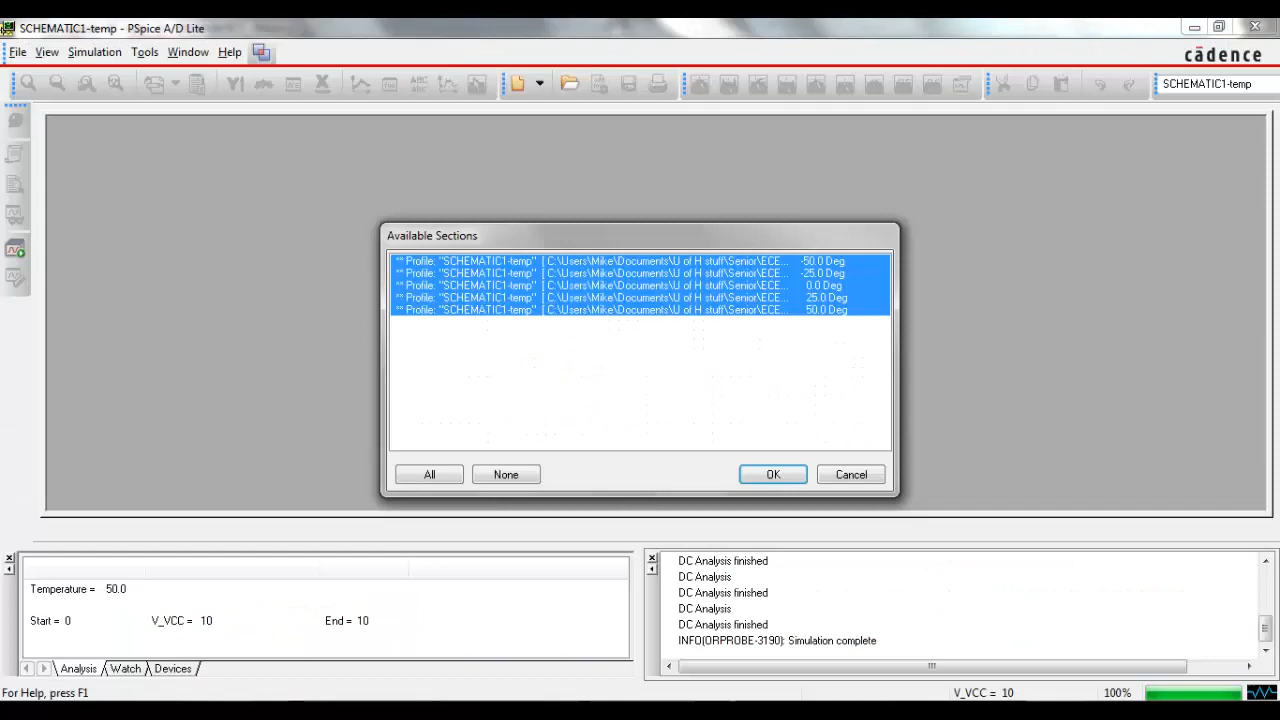 SCHEMATIC1-temp - PSpice A/D Lite
File View Simulation Tools Window Help
cādence
SCHEMATIC1-temp
Available Sections
** Profile: "SCHEMATIC1-temp" [ C:\Users\Mike\Documents\U of H stuff\Senior\ECE... -50.0 Deg
** Profile: "SCHEMATIC1-temp" [ C:\Users\Mike\Documents\U of H stuff\Senior\ECE... -25.0 Deg
** Profile: "SCHEMATIC1-temp" [ C:\Users\Mike\Documents\U of H stuff\Senior\ECE... 0.0 Deg
** Profile: "SCHEMATIC1-temp" [ C:\Users\Mike\Documents\U of H stuff\Senior\ECE... 25.0 Deg
** Profile: "SCHEMATIC1-temp" [ C:\Users\Mike\Documents\U of H stuff\Senior\ECE... 50.0 Deg
All None OK Cancel
Temperature = 50.0
Start = 0 V_VCC = 10 End = 10
Analysis Watch Devices
DC Analysis finished
DC Analysis
DC Analysis finished
DC Analysis
DC Analysis finished
INFO(ORPROBE-3190): Simulation complete
For Help, press F1
V_VCC = 10 100%